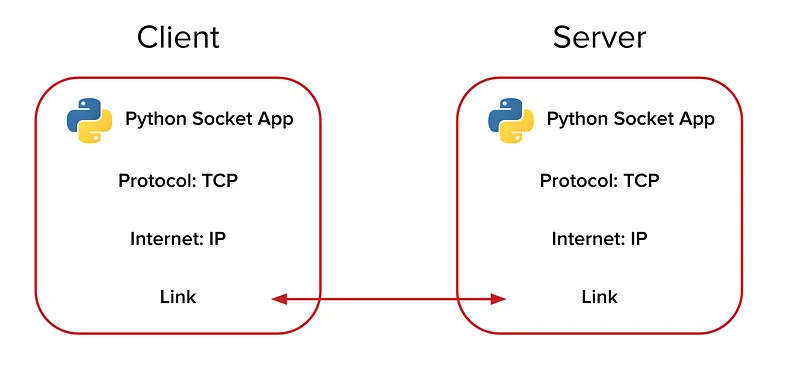 Client
Server
Python Socket App
Protocol: TCP
Internet: IP
Link
Python Socket App
Protocol: TCP
Internet: IP
Link